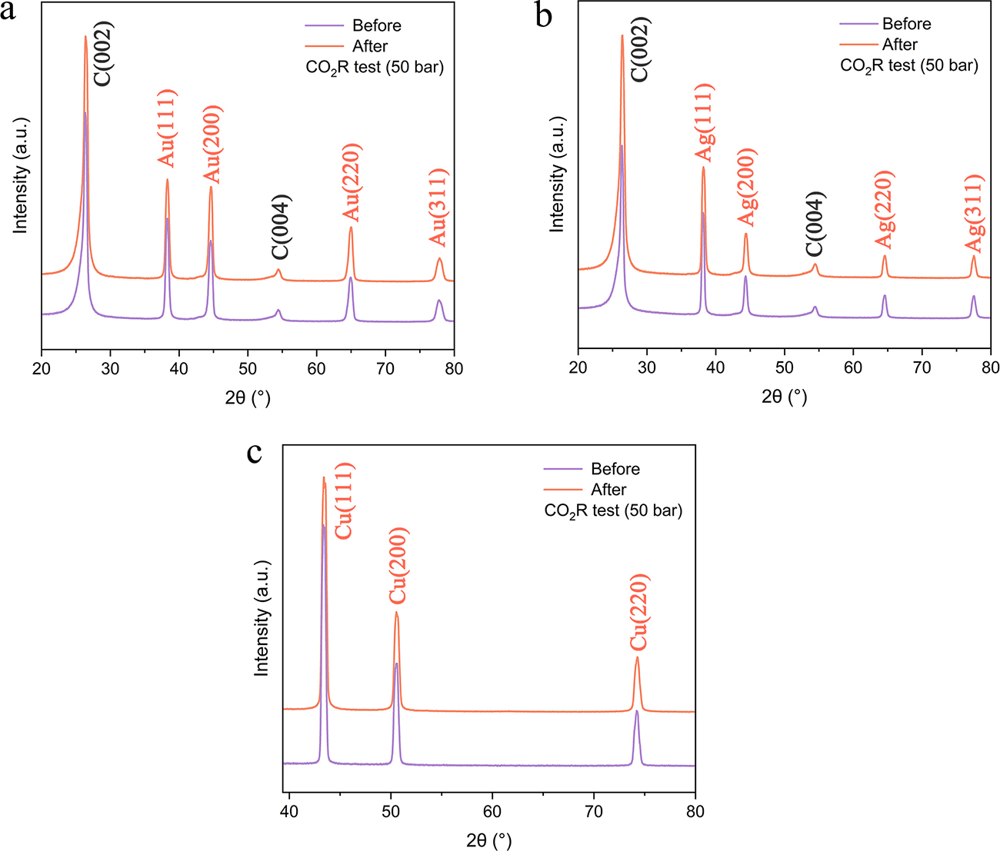 a
Before
After
CO₂R test (50 bar)
C(002)
Au(111)
Au(200)
C(004)
Au(220)
Au(311)
Intensity (a.u.)
20 30 40 50 60 70 80
2θ (°)
b
Before
After
CO₂R test (50 bar)
C(002)
Ag(111)
Ag(200)
C(004)
Ag(220)
Ag(311)
Intensity (a.u.)
20 30 40 50 60 70 80
2θ (°)
c
Before
After
CO₂R test (50 bar)
Cu(111)
Cu(200)
Cu(220)
Intensity (a.u.)
40 50 60 70 80
2θ (°)